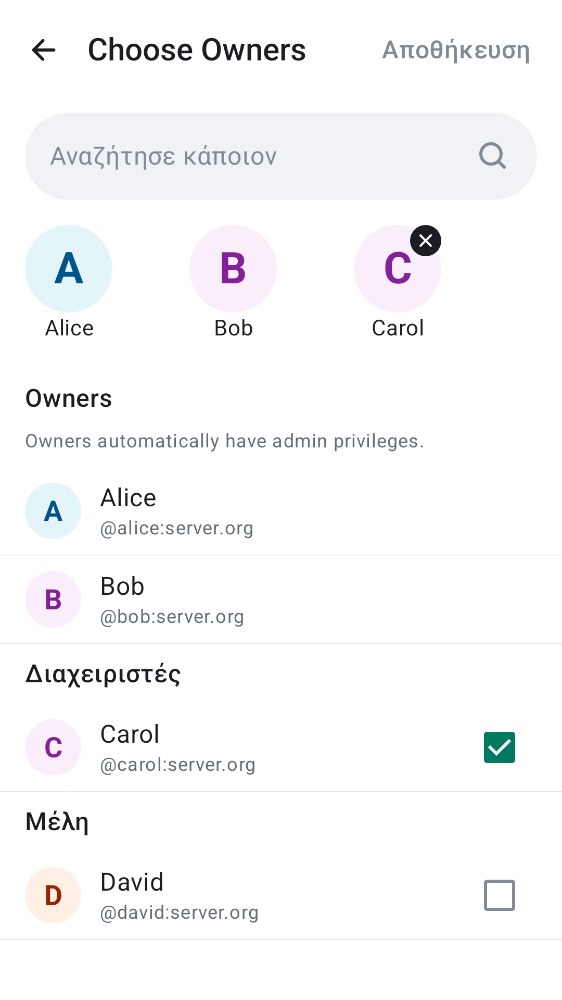 Choose Owners
Αποθήκευση
Αναζήτησε κάποιον
A
B
C
Alice
Bob
Carol
Owners
Owners automatically have admin privileges.
A
Alice
@alice:server.org
B
Bob
@bob:server.org
Διαχειριστές
C
Carol
@carol:server.org
Μέλη
D
David
@david:server.org